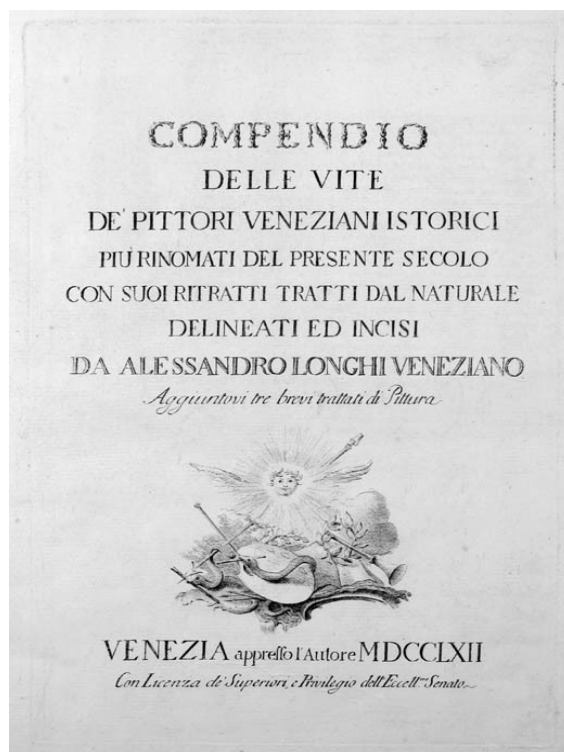 COMPENDIO
DELLE VITE
DE' PITTORI VENEZIANI ISTORICI
PIÙ RINOMATI DEL PRESENTE SECOLO
CON SUOI RITRATTI TRATTI DAL NATURALE
DELINEATI ED INCISI
DA ALESSANDRO LONGHI VENEZIANO
Aggiuntovi tre brevi trattati di Pittura
VENEZIA appresso l'Autore MDCCLXII
Con Licenza de' Superiori, e Privilegio dell'Eccell.mo Senato